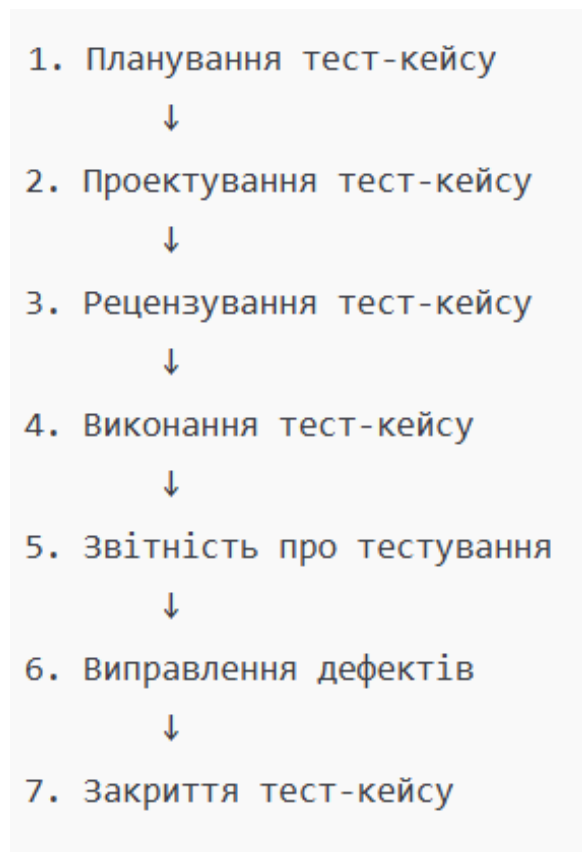 1. Планування тест-кейсу
↓
2. Проектування тест-кейсу
↓
3. Рецензування тест-кейсу
↓
4. Виконання тест-кейсу
↓
5. Звітність про тестування
↓
6. Виправлення дефектів
↓
7. Закриття тест-кейсу